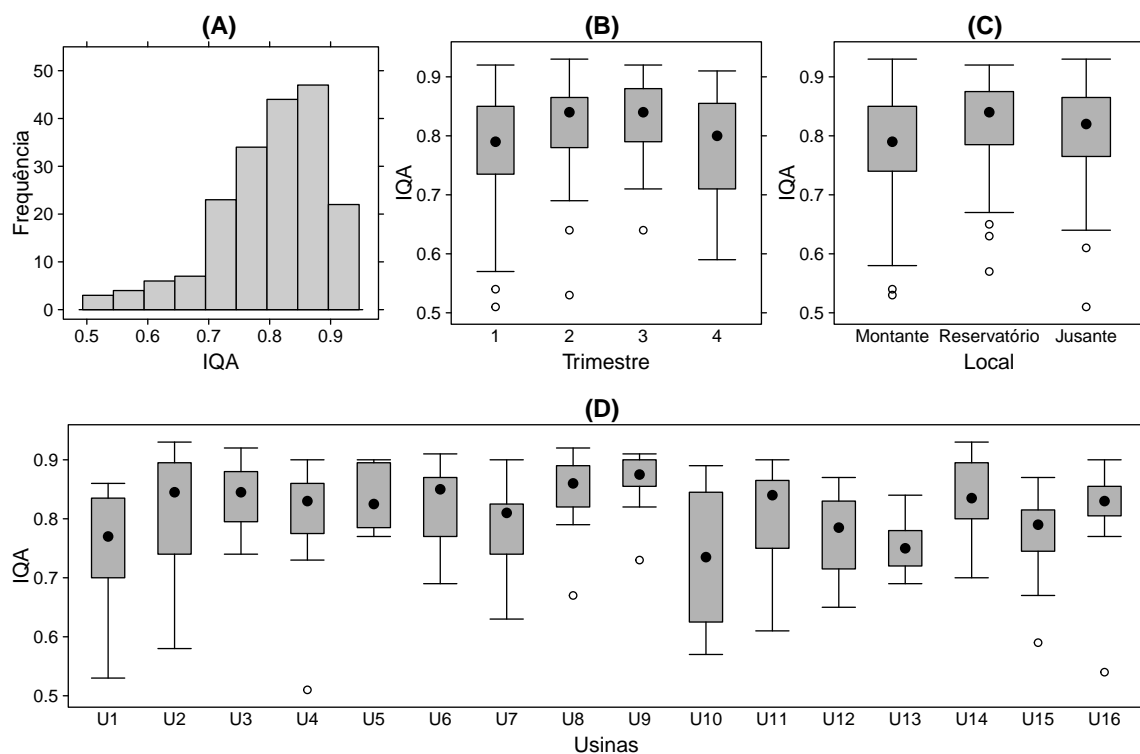 (A)
Frequência
50
40
30
20
10
0
0.5 0.6 0.7 0.8 0.9
IQA
(B)
IQA
0.9
0.8
0.7
0.6
0.5
1 2 3 4
Trimestre
(C)
IQA
0.9
0.8
0.7
0.6
0.5
Montante Reservatório Jusante
Local
(D)
IQA
0.9
0.8
0.7
0.6
0.5
U1 U2 U3 U4 U5 U6 U7 U8 U9 U10 U11 U12 U13 U14 U15 U16
Usinas